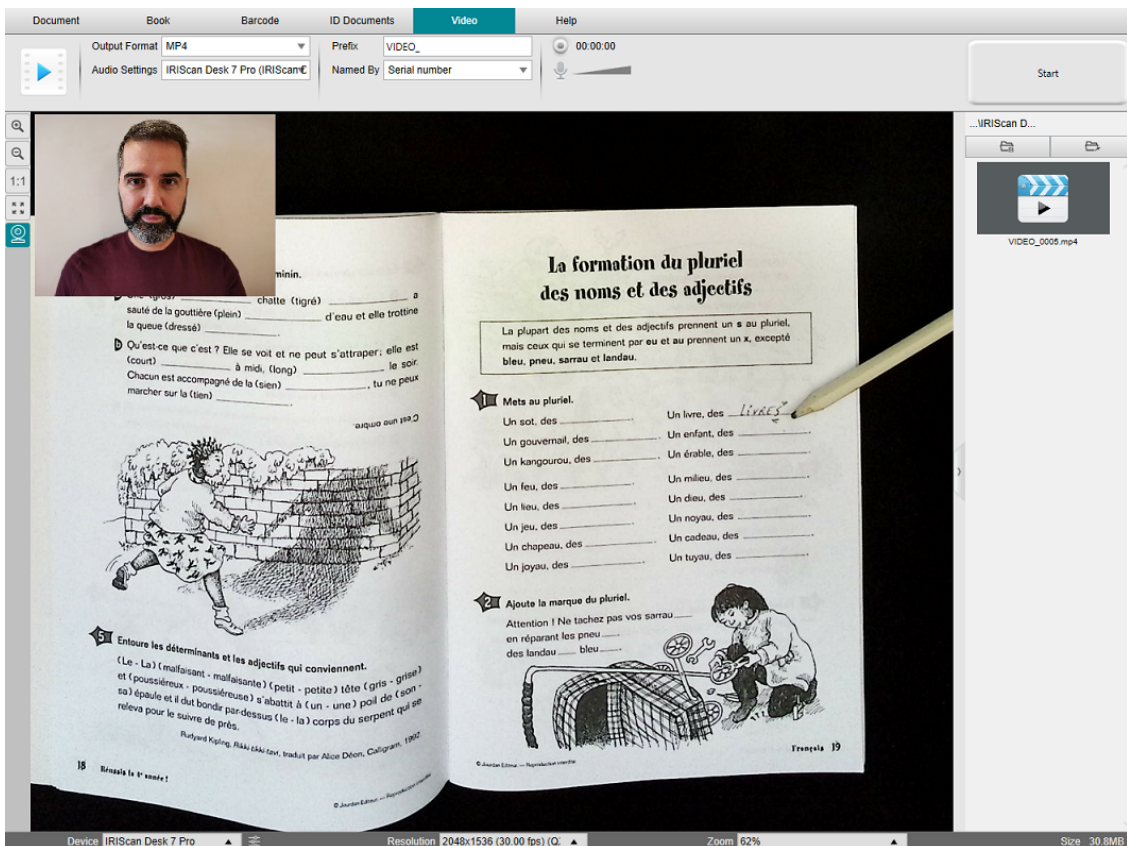 Document Book Barcode ID Documents Video Help
Output Format MP4 Prefix VIDEO_ 00:00:00
Audio Settings IRIScan Desk 7 Pro (IRIScan Named By Serial number
Start
...\IRIScan D...
1:1
VIDEO_0005.mp4
minin.
chatte (tigré) a
sauté de la gouttière (plein) d'eau et elle trottine
la queue (dressé) .
b Qu'est-ce que c'est ? Elle se voit et ne peut s'attraper; elle est
(court) à midi, (long) le soir.
Chacun est accompagné de la (sien) , tu ne peux
marcher sur la (tien) .
C'est une ombre.
5 Entoure les déterminants et les adjectifs qui conviennent.
(Le - La) (malfaisant - malfaisante) (petit - petite) tête (gris - grise)
et (poussiéreux - poussiéreuse) s'abattit à (un - une) poil de (son -
sa) épaule et il dut bondir par-dessus (le - la) corps du serpent qui se
releva pour le suivre de près.
Rudyard Kipling, Rikki-tikki-tavi, traduit par Alice Déon, Caligram, 1992
18 Réussis ta 4e année !
© Jourdan Editeur. — Reproduction interdite
La formation du pluriel
des noms et des adjectifs
La plupart des noms et des adjectifs prennent un s au pluriel,
mais ceux qui se terminent par eu et au prennent un x, excepté
bleu, pneu, sarrau et landau.
1 Mets au pluriel.
Un sot, des . Un livre, des LIVRES
Un gouvernail, des . Un enfant, des .
Un kangourou, des . Un érable, des .
Un feu, des . Un milieu, des .
Un lieu, des . Un dieu, des .
Un jeu, des . Un noyau, des .
Un chapeau, des . Un cadeau, des .
Un joyau, des . Un tuyau, des .
2 Ajoute la marque du pluriel.
Attention ! Ne tachez pas vos sarrau
en réparant les pneu .
des landau bleu .
Français 19
© Jourdan Editeur. — Reproduction interdite
Device IRIScan Desk 7 Pro Resolution 2048x1536 (30.00 fps) (Q: Zoom 62% Size 30.8MB